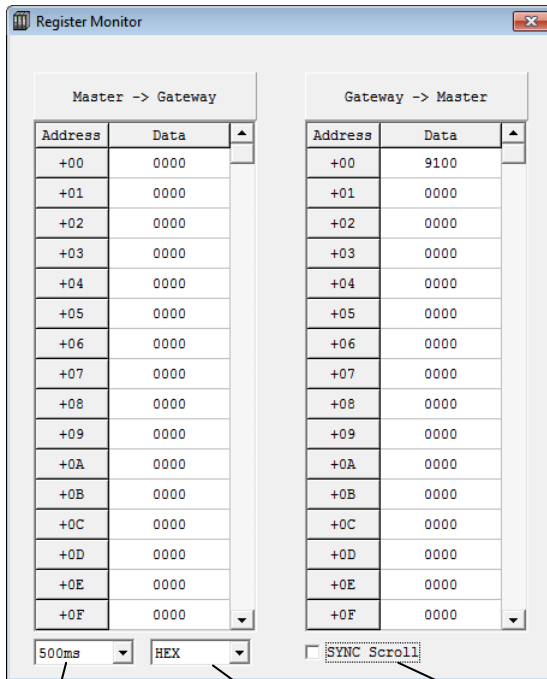 Register Monitor
Master -> Gateway Gateway -> Master
Address Data Address Data
+00 0000 +00 9100
+01 0000 +01 0000
+02 0000 +02 0000
+03 0000 +03 0000
+04 0000 +04 0000
+05 0000 +05 0000
+06 0000 +06 0000
+07 0000 +07 0000
+08 0000 +08 0000
+09 0000 +09 0000
+0A 0000 +0A 0000
+0B 0000 +0B 0000
+0C 0000 +0C 0000
+0D 0000 +0D 0000
+0E 0000 +0E 0000
+0F 0000 +0F 0000
500ms HEX SYNC Scroll